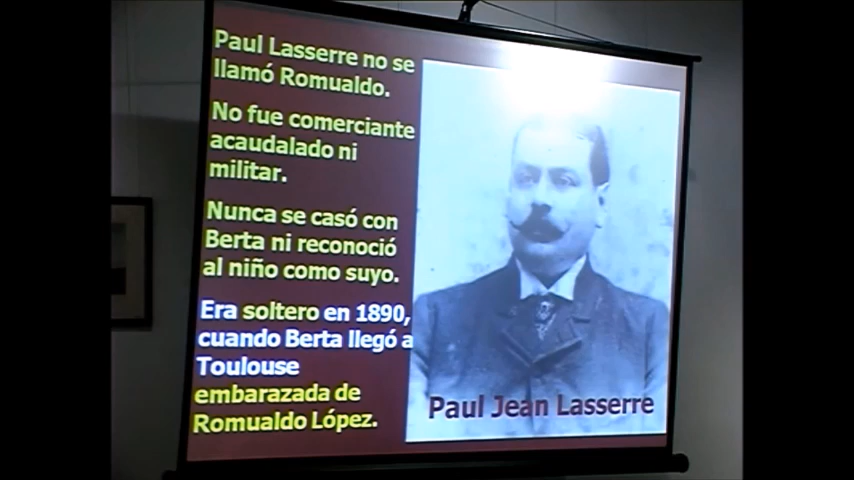 Paul Lasserre no se
llamó Romualdo.
No fue comerciante
acaudalado ni
militar.
Nunca se casó con
Berta ni reconoció
al niño como suyo.
Era soltero en 1890,
cuando Berta llegó a
Toulouse
embarazada de
Romualdo López.
Paul Jean Lasserre